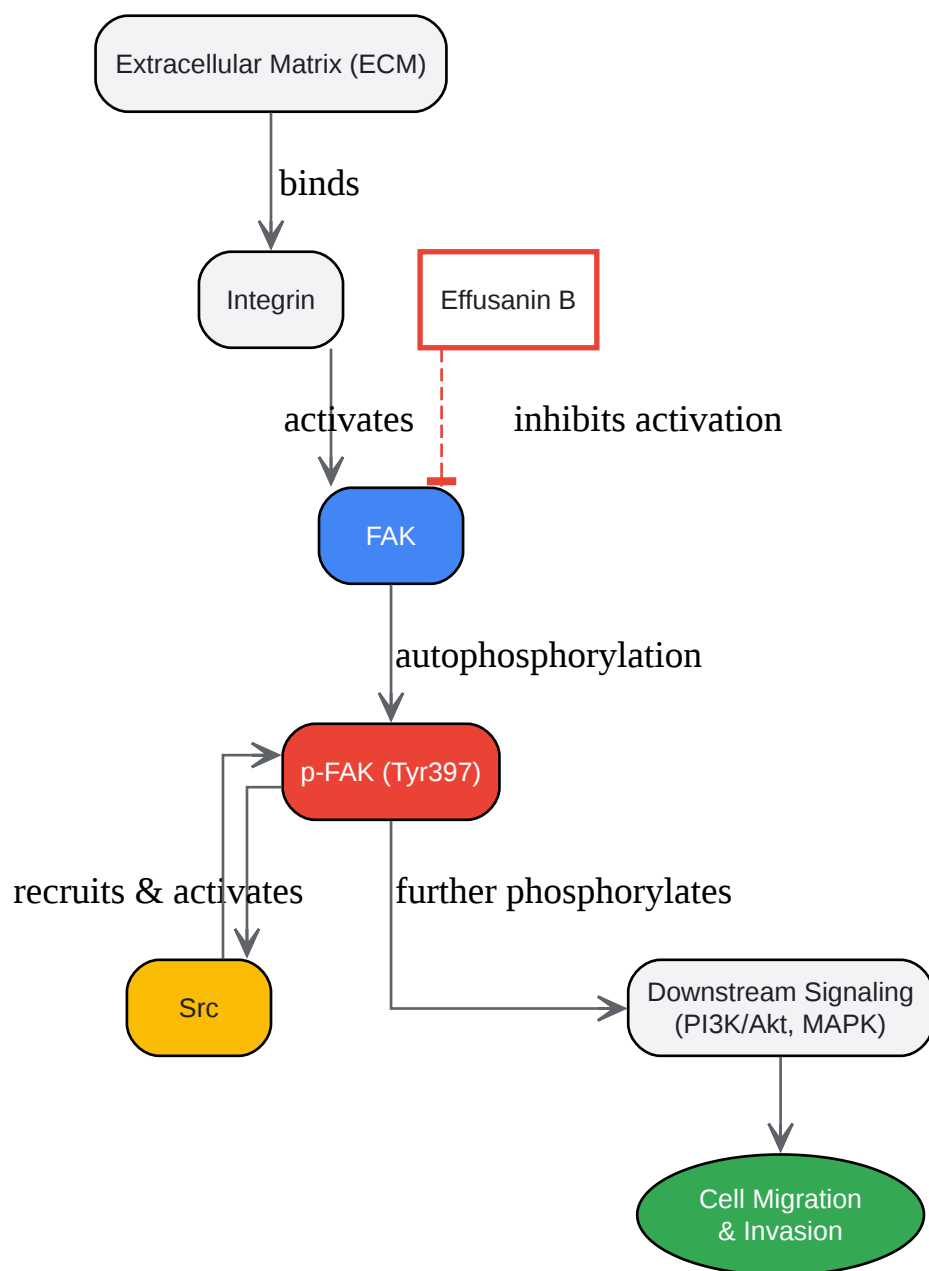 Extracellular Matrix (ECM)
binds
Integrin
Effusanin B
activates
inhibits activation
FAK
autophosphorylation
p-FAK (Tyr397)
recruits & activates
further phosphorylates
Src
Downstream Signaling
(PI3K/Akt, MAPK)
Cell Migration
& Invasion